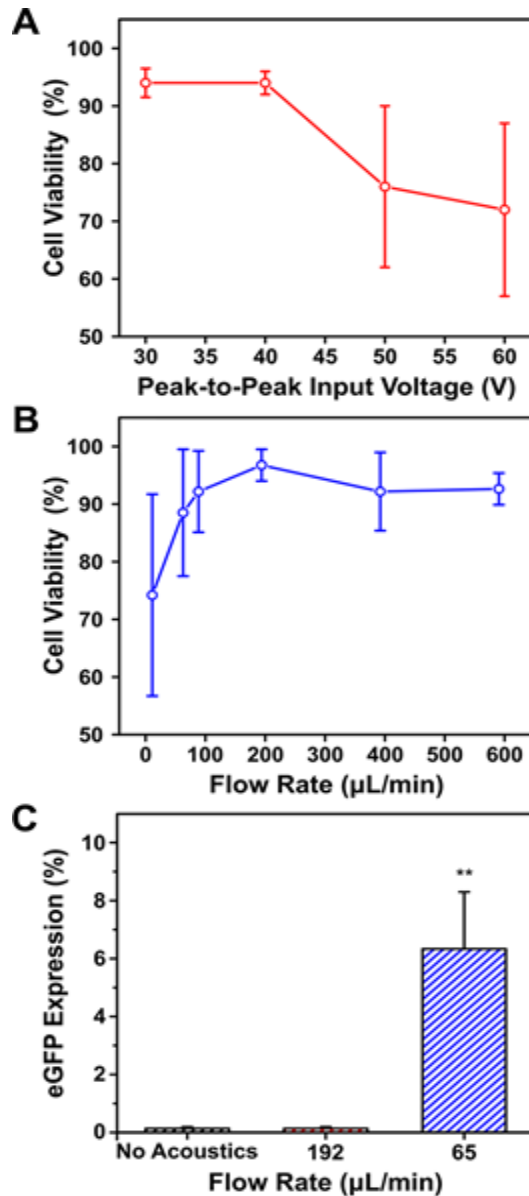 A
100
90
80
70
60
50
Cell Viability (%)
30 35 40 45 50 55 60
Peak-to-Peak Input Voltage (V)
B
100
90
80
70
60
50
Cell Viability (%)
0 100 200 300 400 500 600
Flow Rate (µL/min)
C
10
8
6
4
2
0
eGFP Expression (%)
**
No Acoustics 192 65
Flow Rate (µL/min)